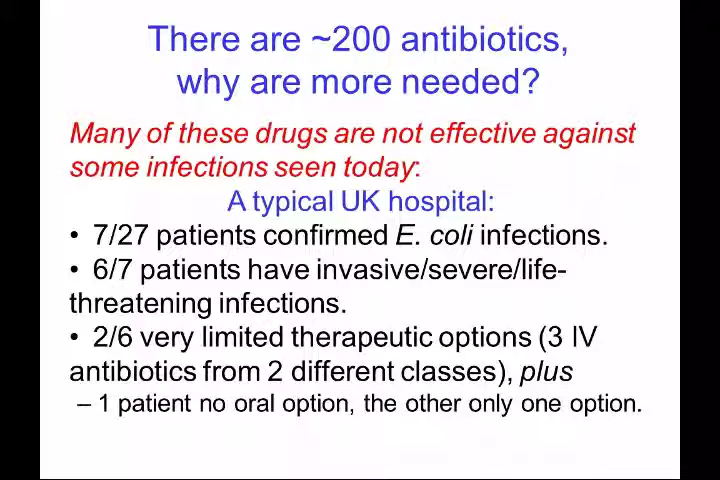 There are ~200 antibiotics,
why are more needed?
Many of these drugs are not effective against
some infections seen today:
A typical UK hospital:
• 7/27 patients confirmed E. coli infections.
• 6/7 patients have invasive/severe/life-
threatening infections.
• 2/6 very limited therapeutic options (3 IV
antibiotics from 2 different classes), plus
– 1 patient no oral option, the other only one option.